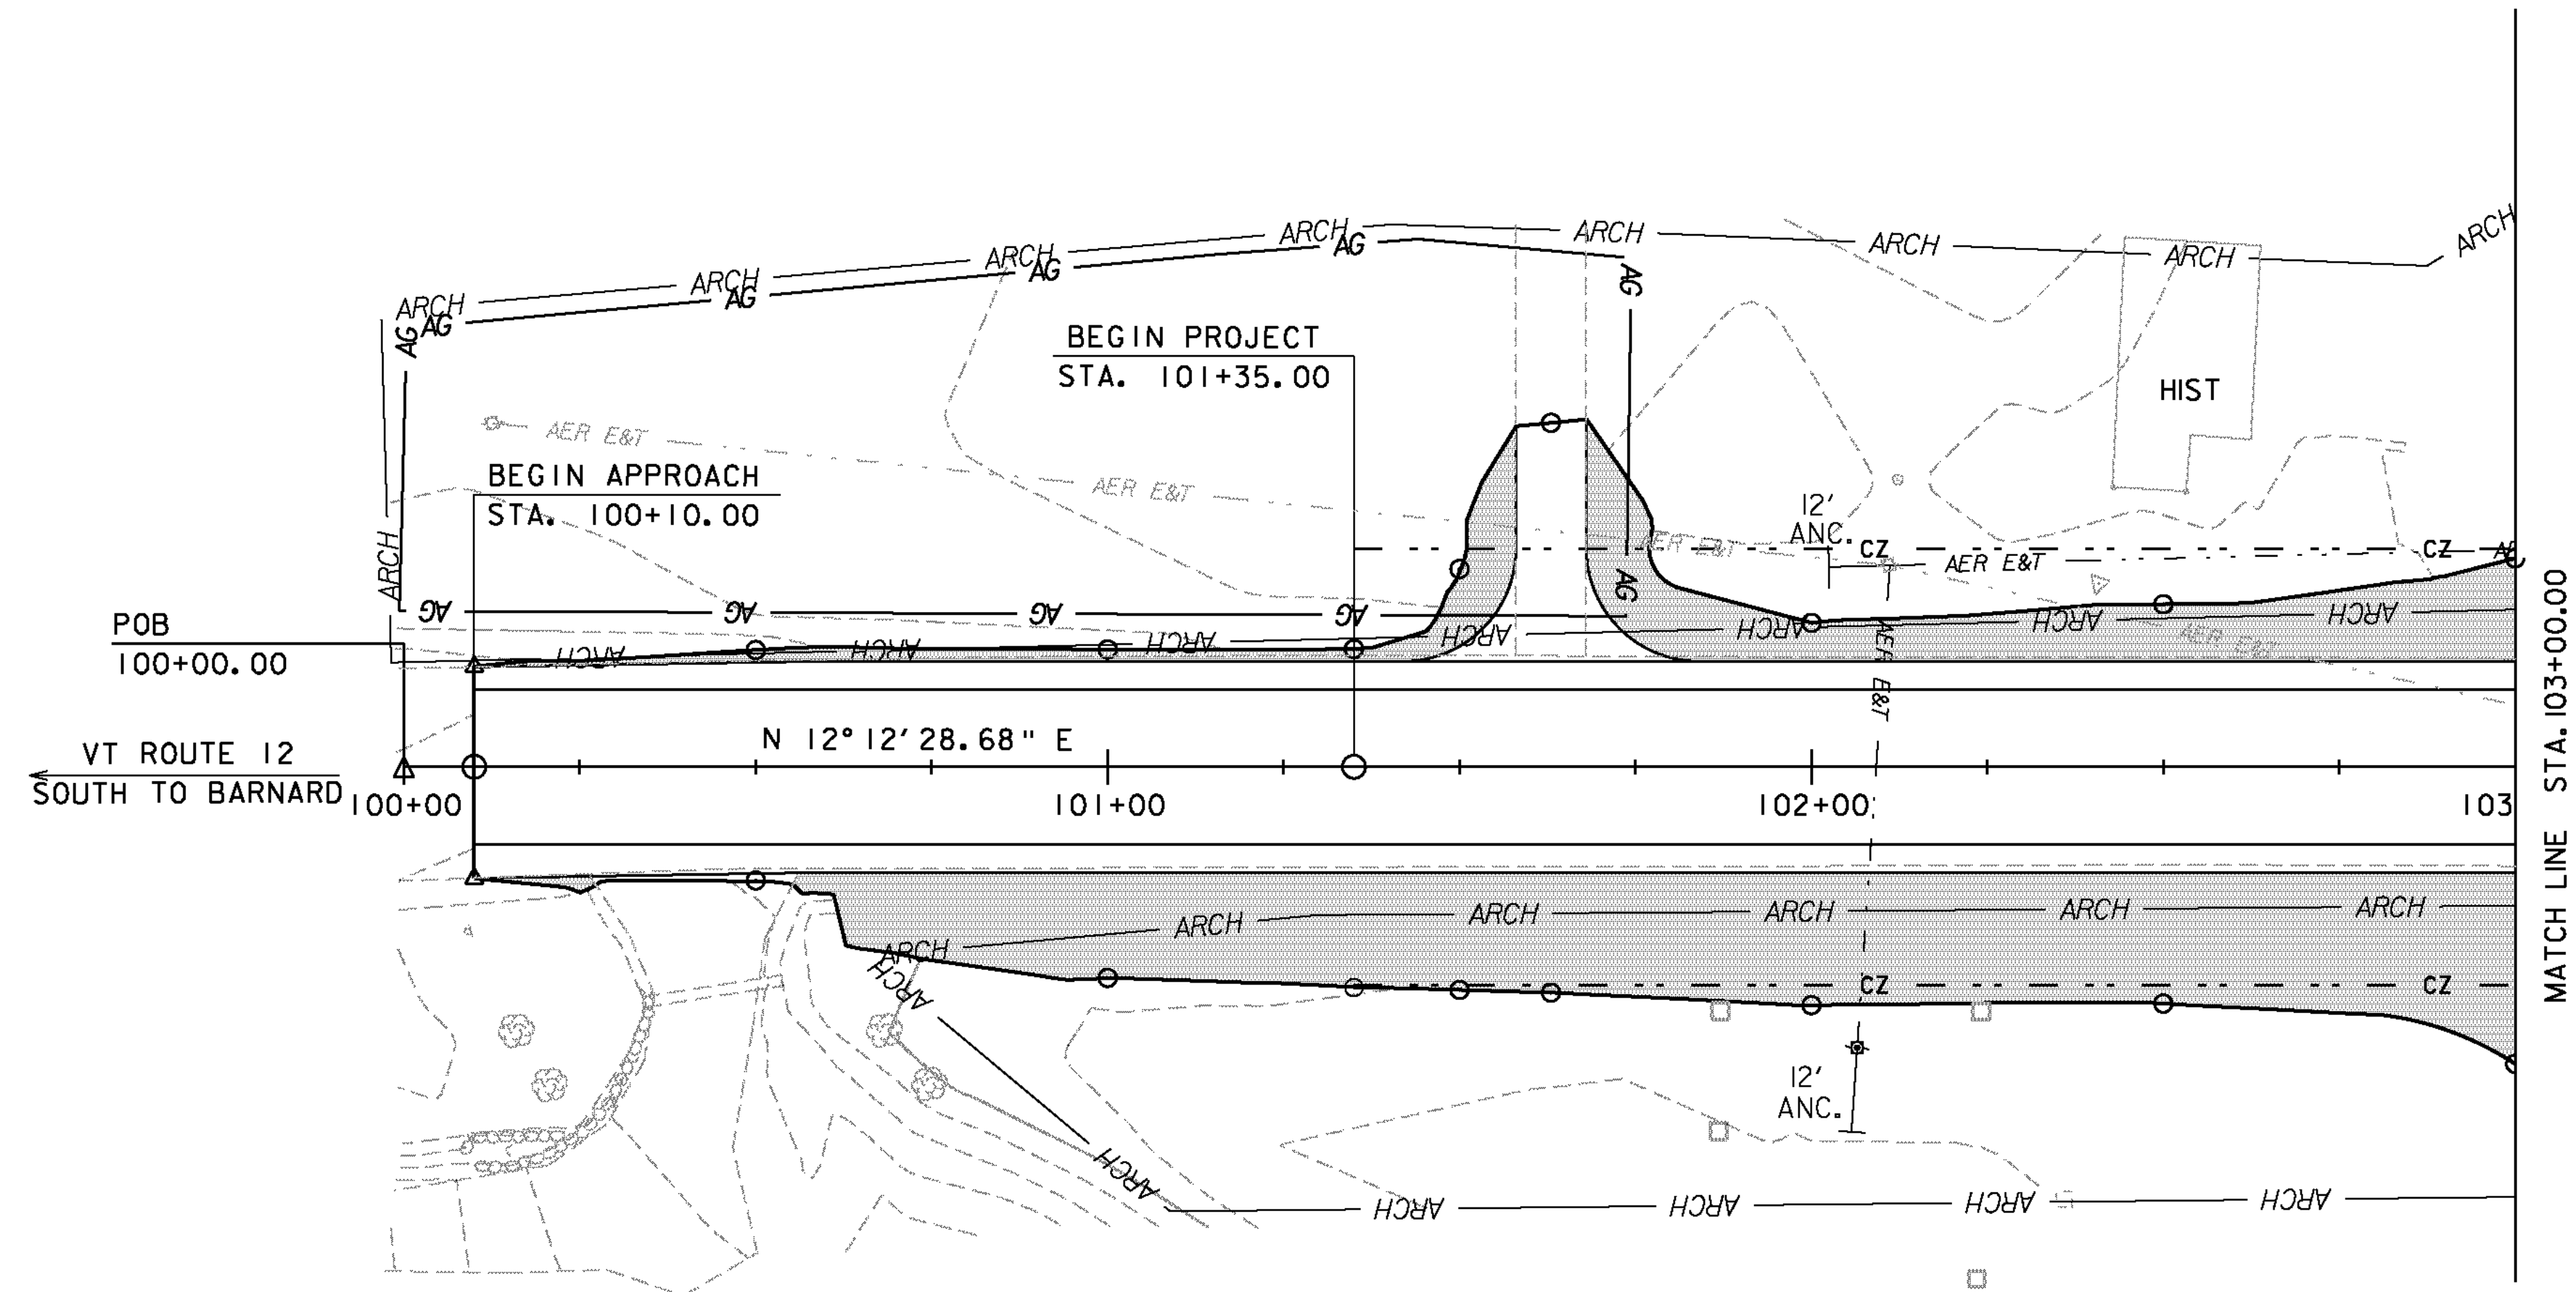 ARCH
ARCH
ARCH
ARCH
ARCH
ARCH
ARCH
ARCH
AG
AG
AG
AG
AG
AG
BEGIN PROJECT
STA. 101+35.00
HIST
AER E&T
BEGIN APPROACH
STA. 100+10.00
AER E&T
12'
ANC.
ARCH
AER E&T
CZ
AER E&T
CZ
AG
AG
AG
AG
AG
POB
100+00.00
ARCH
ARCH
ARCH
ARCH
ARCH
ARCH
ARCH
AER E&T
AER E&T
N 12°12'28.68" E
VT ROUTE 12
SOUTH TO BARNARD
100+00
101+00
102+00
103
MATCH LINE STA. 103+00.00
ARCH
ARCH
ARCH
ARCH
ARCH
ARCH
ARCH
CZ
CZ
12'
ANC.
ARCH
ARCH
ARCH
ARCH
ARCH